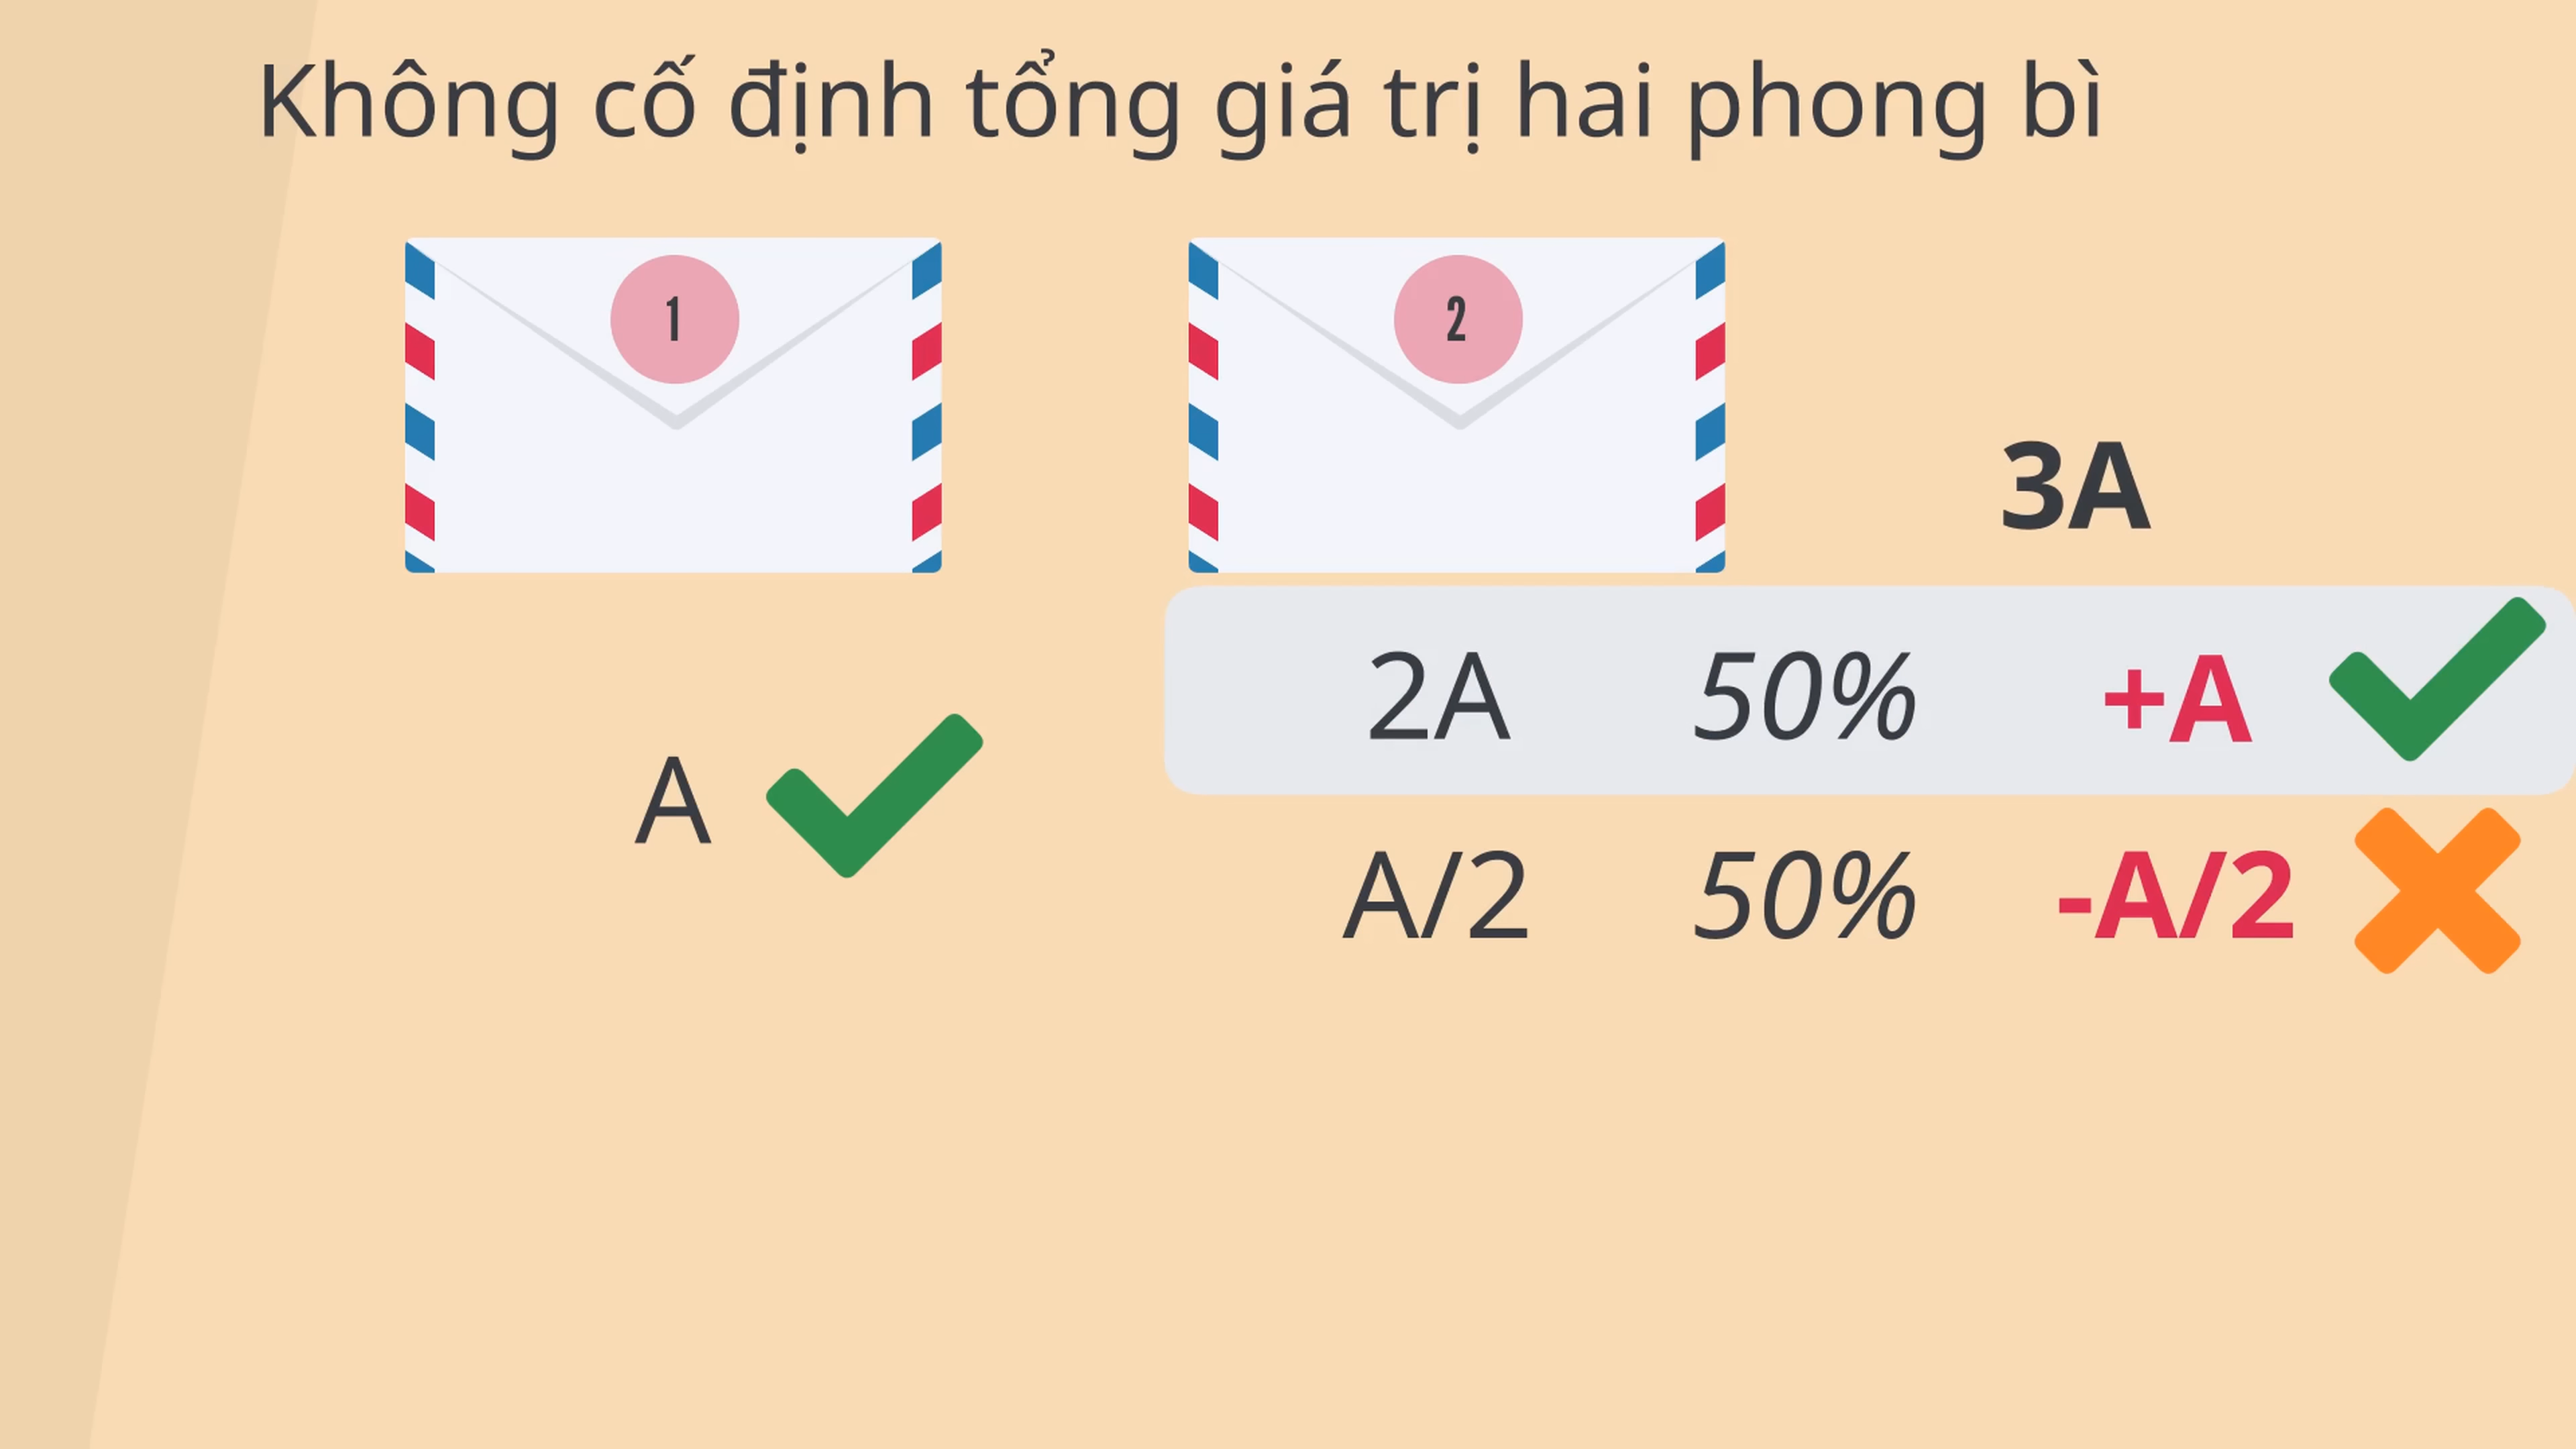 Không cố định tổng giá trị hai phong bì
1
2
3A
2A 50% +A
A
A/2 50% -A/2